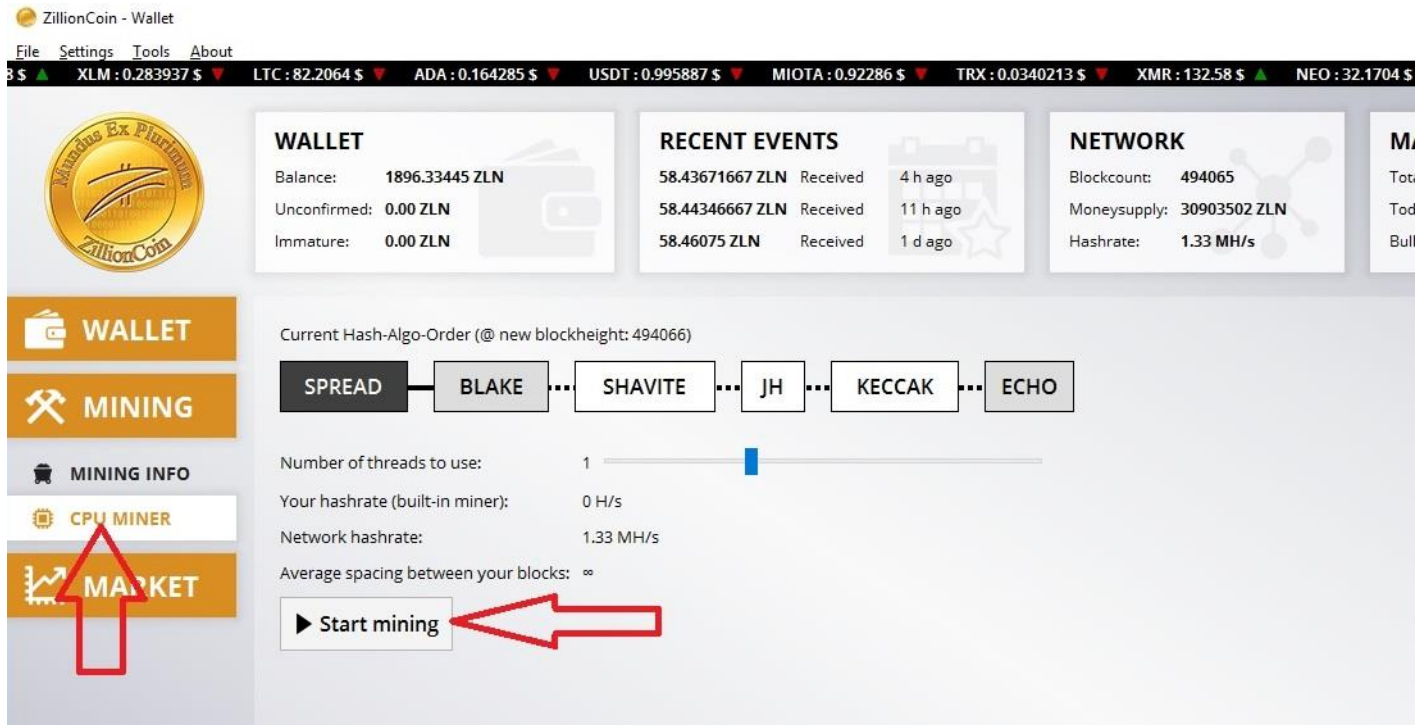 ZillionCoin - Wallet
File Settings Tools About
8 $ ▲ XLM : 0.283937 $ ▼ LTC : 82.2064 $ ▼ ADA : 0.164285 $ ▼ USDT : 0.995887 $ ▼ MIOTA : 0.92286 $ ▼ TRX : 0.0340213 $ ▼ XMR : 132.58 $ ▲ NEO : 32.1704 $
Mundus Ex Plurimum
ZillionCoin
WALLET
Balance: 1896.33445 ZLN
Unconfirmed: 0.00 ZLN
Immature: 0.00 ZLN
RECENT EVENTS
58.43671667 ZLN Received 4 h ago
58.44346667 ZLN Received 11 h ago
58.46075 ZLN Received 1 d ago
NETWORK
Blockcount: 494065
Moneysupply: 30903502 ZLN
Hashrate: 1.33 MH/s
WALLET
MINING
MINING INFO
CPU MINER
MARKET
Current Hash-Algo-Order (@ new blockheight: 494066)
SPREAD BLAKE SHAVITE JH KECCAK ECHO
Number of threads to use: 1
Your hashrate (built-in miner): 0 H/s
Network hashrate: 1.33 MH/s
Average spacing between your blocks: ∞
Start mining